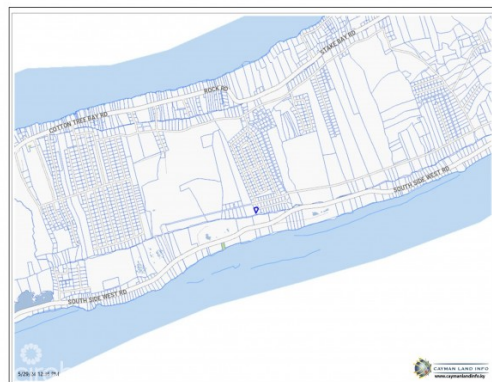 STAKE BAY RD
ROCK RD
COTTON TREE BAY RD
SOUTH SIDE WEST RD
SOUTH SIDE WEST RD
CAYMAN LAND INFO
www.caymanlandinfo.ky